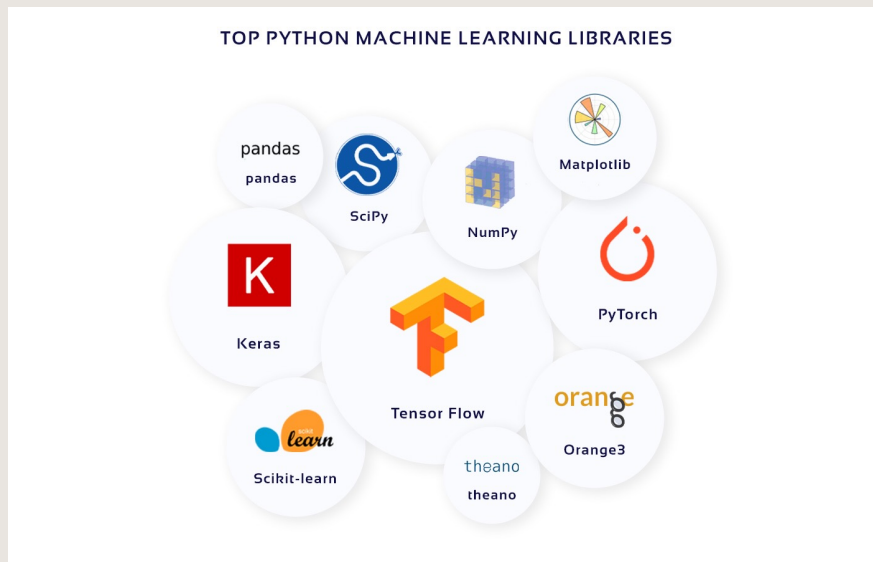 TOP PYTHON MACHINE LEARNING LIBRARIES
pandas
pandas
SciPy
NumPy
Matplotlib
K
Keras
Tensor Flow
PyTorch
scikit
learn
Scikit-learn
theano
theano
orange
Orange3